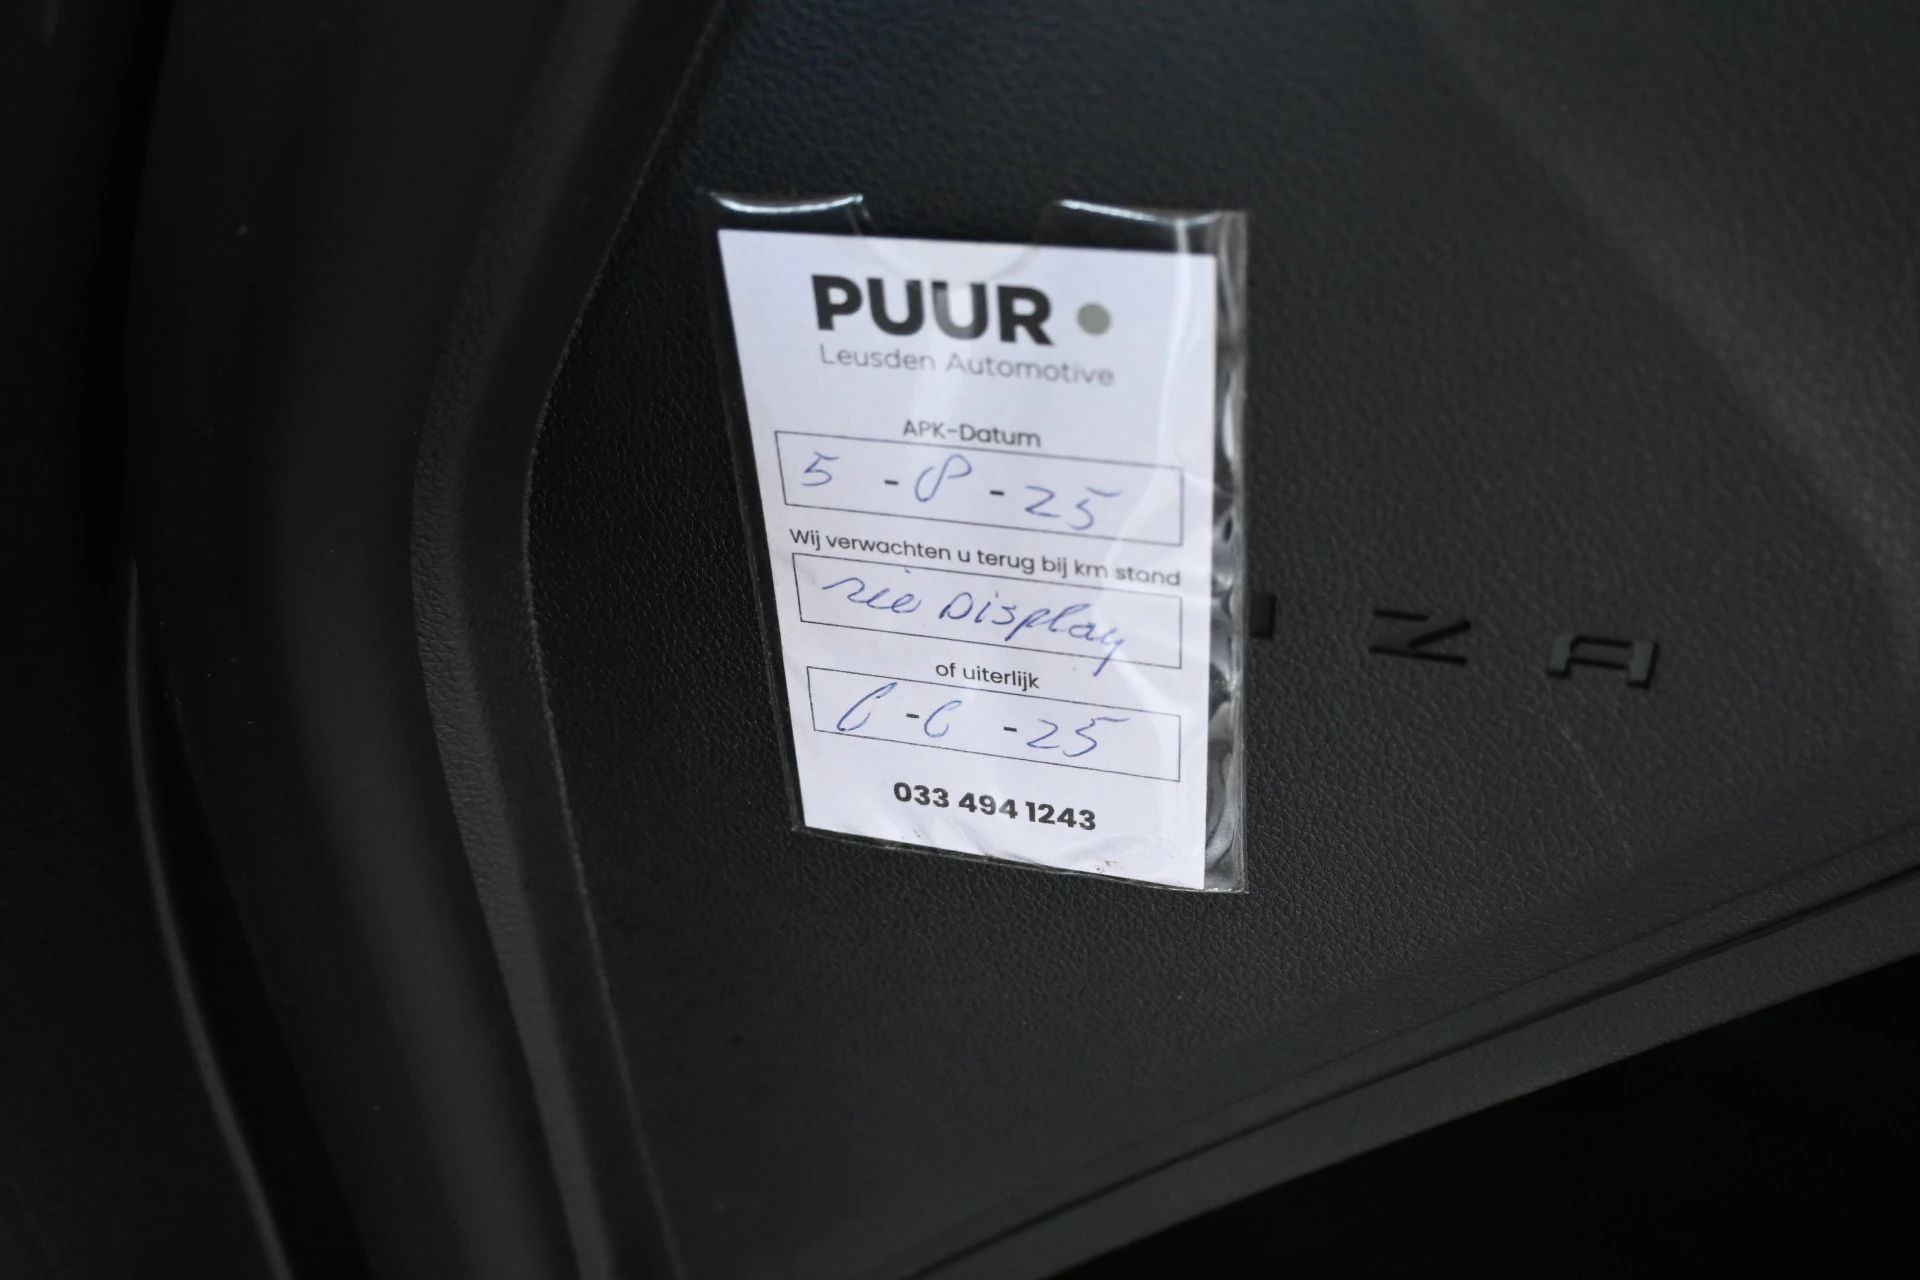 PUUR
Leusden Automotive
APK-Datum
5 - 8 - 25
Wij verwachten u terug bij km stand
zie Display
of uiterlijk
6 - 6 - 25
033 494 1243
IZA